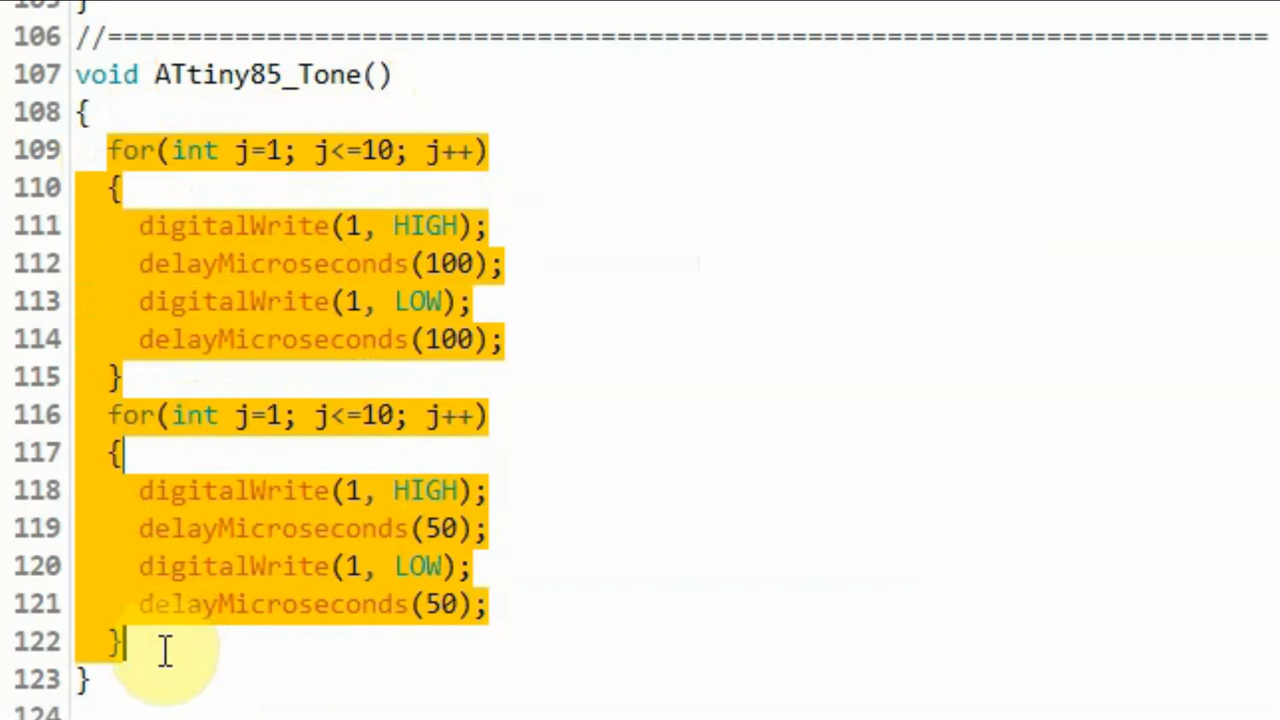 105 }
106 //==========================================================================
107 void ATtiny85_Tone()
108 {
109   for(int j=1; j<=10; j++)
110   {
111     digitalWrite(1, HIGH);
112     delayMicroseconds(100);
113     digitalWrite(1, LOW);
114     delayMicroseconds(100);
115   }
116   for(int j=1; j<=10; j++)
117   {
118     digitalWrite(1, HIGH);
119     delayMicroseconds(50);
120     digitalWrite(1, LOW);
121     delayMicroseconds(50);
122   }
123 }
124